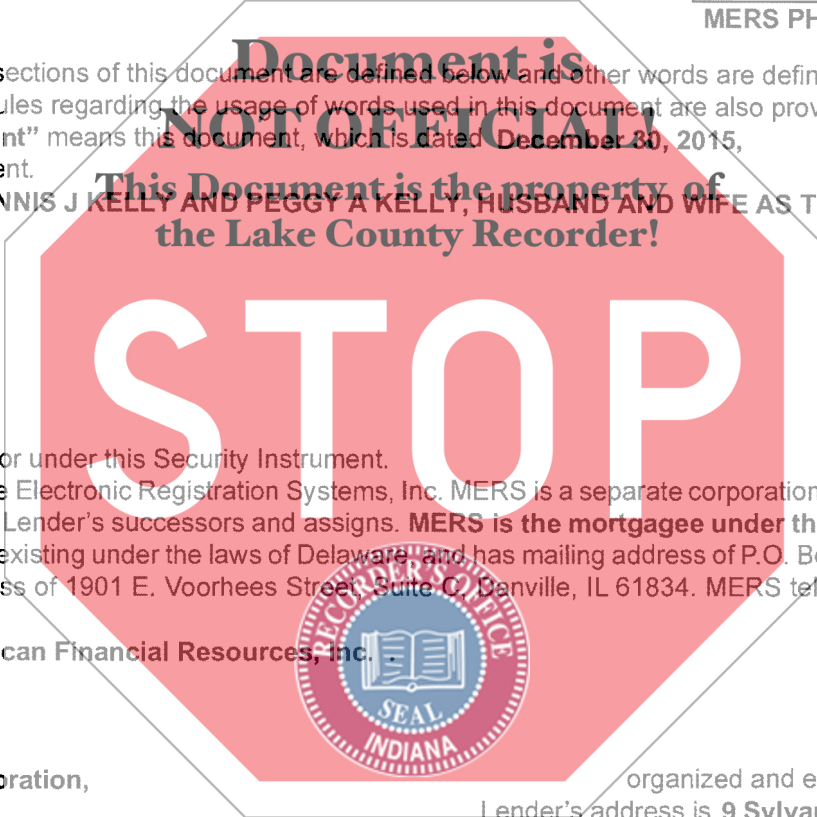 MERS PH
Document is
sections of this document are defined below and other words are defin
ules regarding the usage of words used in this document are also prov
NOT OFFICIAL!
nt” means this document, which is dated December 30, 2015,
ent.
This Document is the property of
NNIS J KELLY AND PEGGY A KELLY, HUSBAND AND WIFE AS T
the Lake County Recorder!
STOP
or under this Security Instrument.
e Electronic Registration Systems, Inc. MERS is a separate corporation
Lender’s successors and assigns. MERS is the mortgagee under th
existing under the laws of Delaware, and has mailing address of P.O. Bo
ss of 1901 E. Voorhees Street, Suite C, Danville, IL 61834. MERS tel
RECORDER'S OFFICE
can Financial Resources, Inc. .
SEAL
INDIANA
oration,
organized and e
Lender’s address is 9 Sylvan